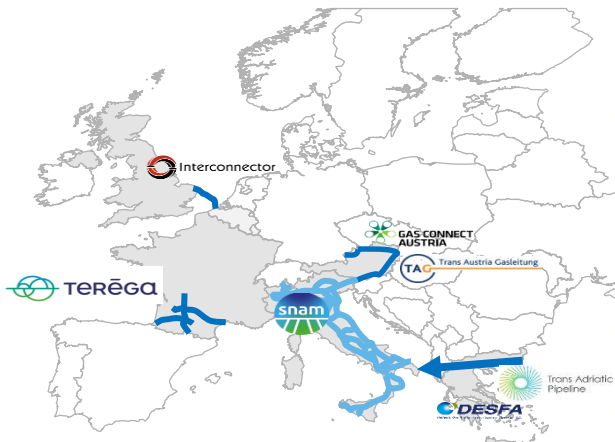 Interconnector
GAS CONNECT
AUSTRIA
TAG
Trans Austria Gasleitung
TERĒGA
snam
Trans Adriatic
Pipeline
DESFA